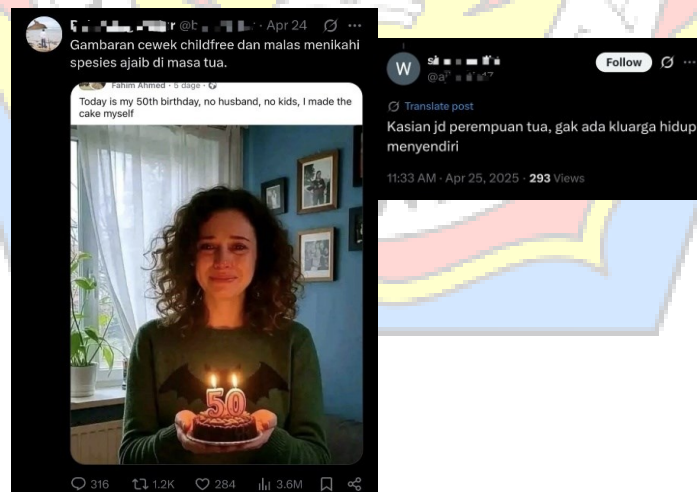 Apr 24
Gambaran cewek childfree dan malas menikahi
spesies ajaib di masa tua.
Fahim Ahmed · 5 dage ·
Today is my 50th birthday, no husband, no kids, I made the
cake myself
50
316 1.2K 284 3.6M
W
Follow
Translate post
Kasian jd perempuan tua, gak ada kluarga hidup
menyendiri
11:33 AM · Apr 25, 2025 · 293 Views